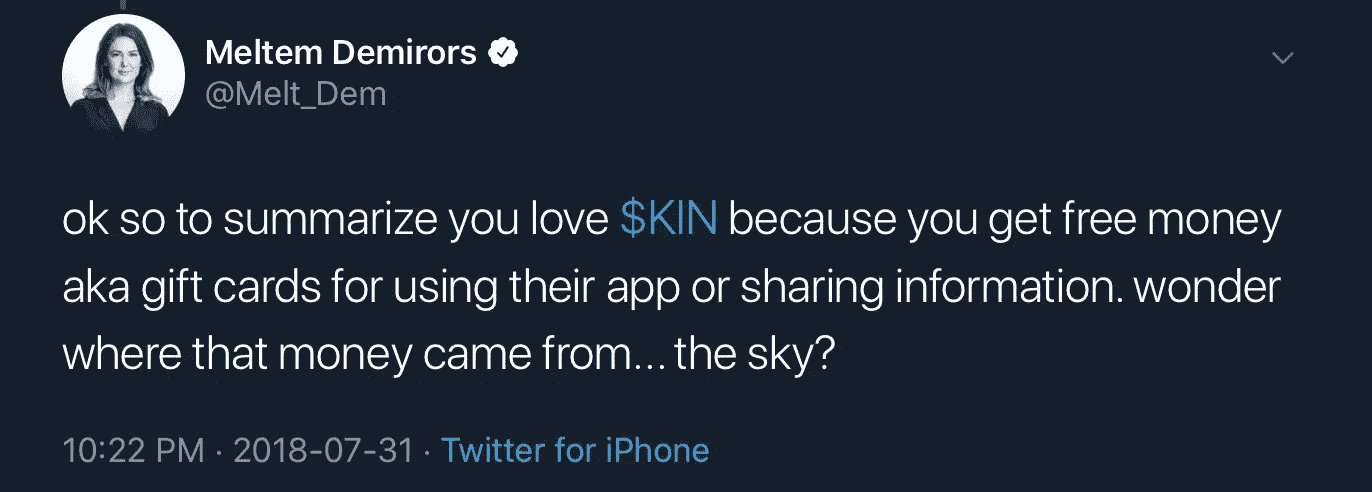 Meltem Demirors
@Melt_Dem
ok so to summarize you love $KIN because you get free money
aka gift cards for using their app or sharing information. wonder
where that money came from... the sky?
10:22 PM · 2018-07-31 · Twitter for iPhone